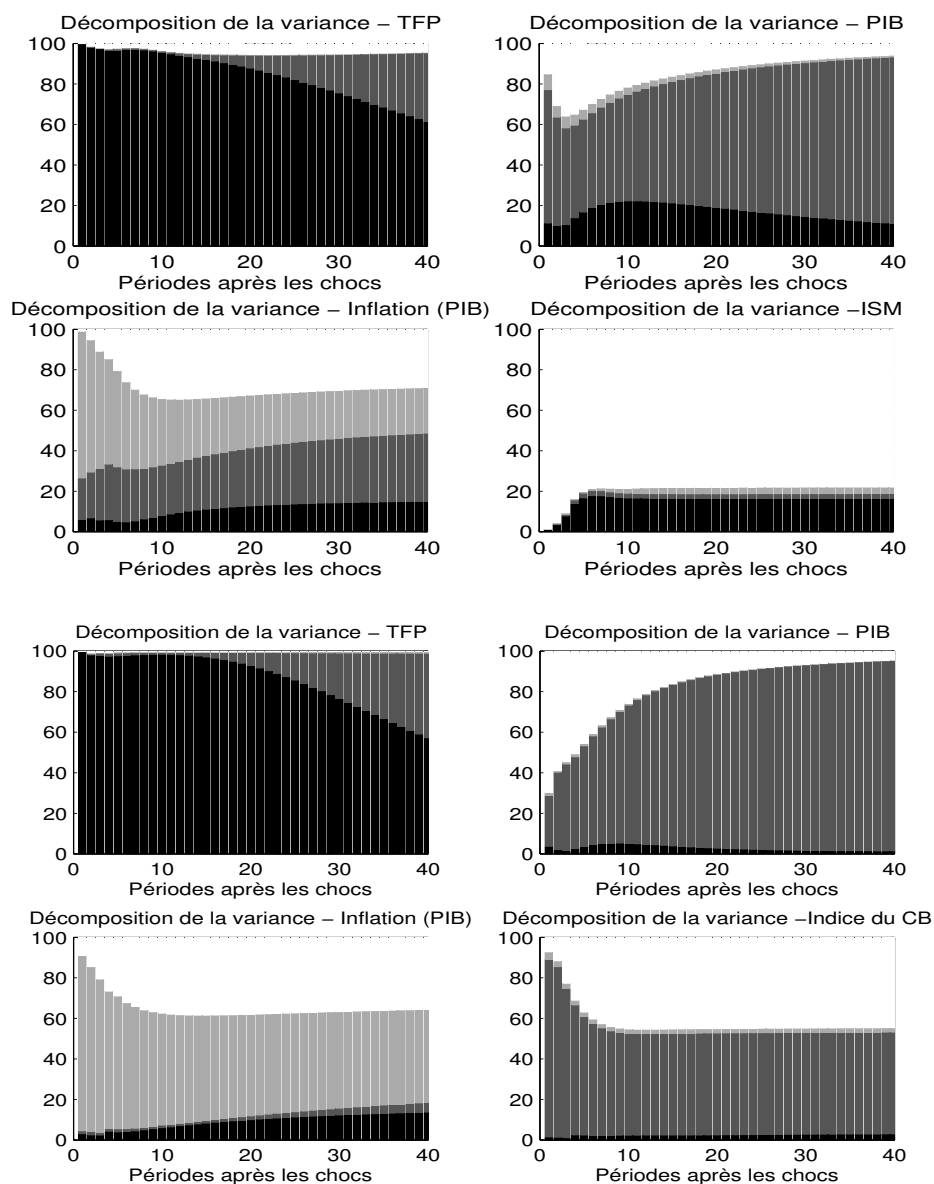 Décomposition de la variance – TFP
100
80
60
40
20
0
0 10 20 30 40
Périodes après les chocs
Décomposition de la variance – PIB
100
80
60
40
20
0
0 10 20 30 40
Périodes après les chocs
Décomposition de la variance – Inflation (PIB)
100
80
60
40
20
0
0 10 20 30 40
Périodes après les chocs
Décomposition de la variance –ISM
100
80
60
40
20
0
0 10 20 30 40
Périodes après les chocs
Décomposition de la variance – TFP
100
80
60
40
20
0
0 10 20 30 40
Périodes après les chocs
Décomposition de la variance – PIB
100
80
60
40
20
0
0 10 20 30 40
Périodes après les chocs
Décomposition de la variance – Inflation (PIB)
100
80
60
40
20
0
0 10 20 30 40
Périodes après les chocs
Décomposition de la variance –Indice du CB
100
80
60
40
20
0
0 10 20 30 40
Périodes après les chocs